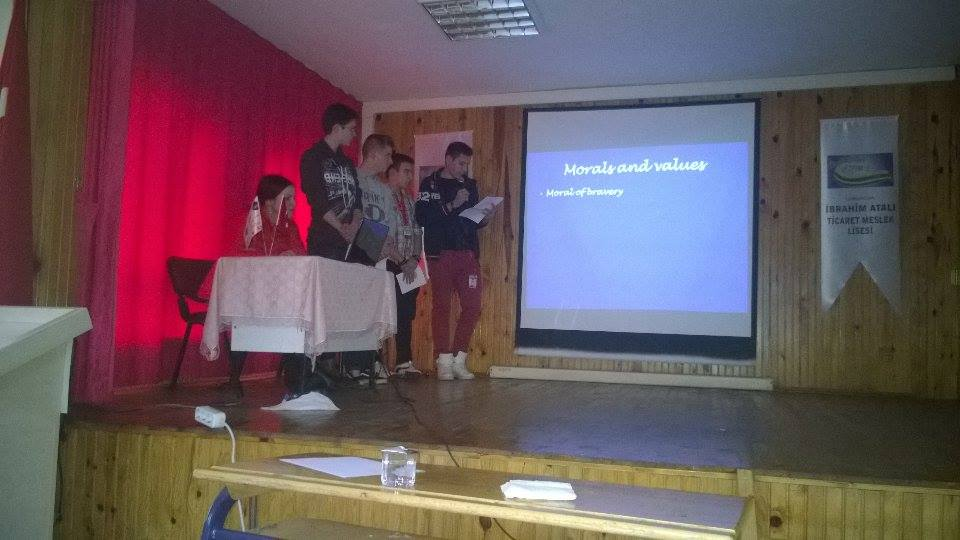 Morals and values
• Moral of bravery
İBRAHİM ATALI
TİCARET MESLEK
LİSESİ